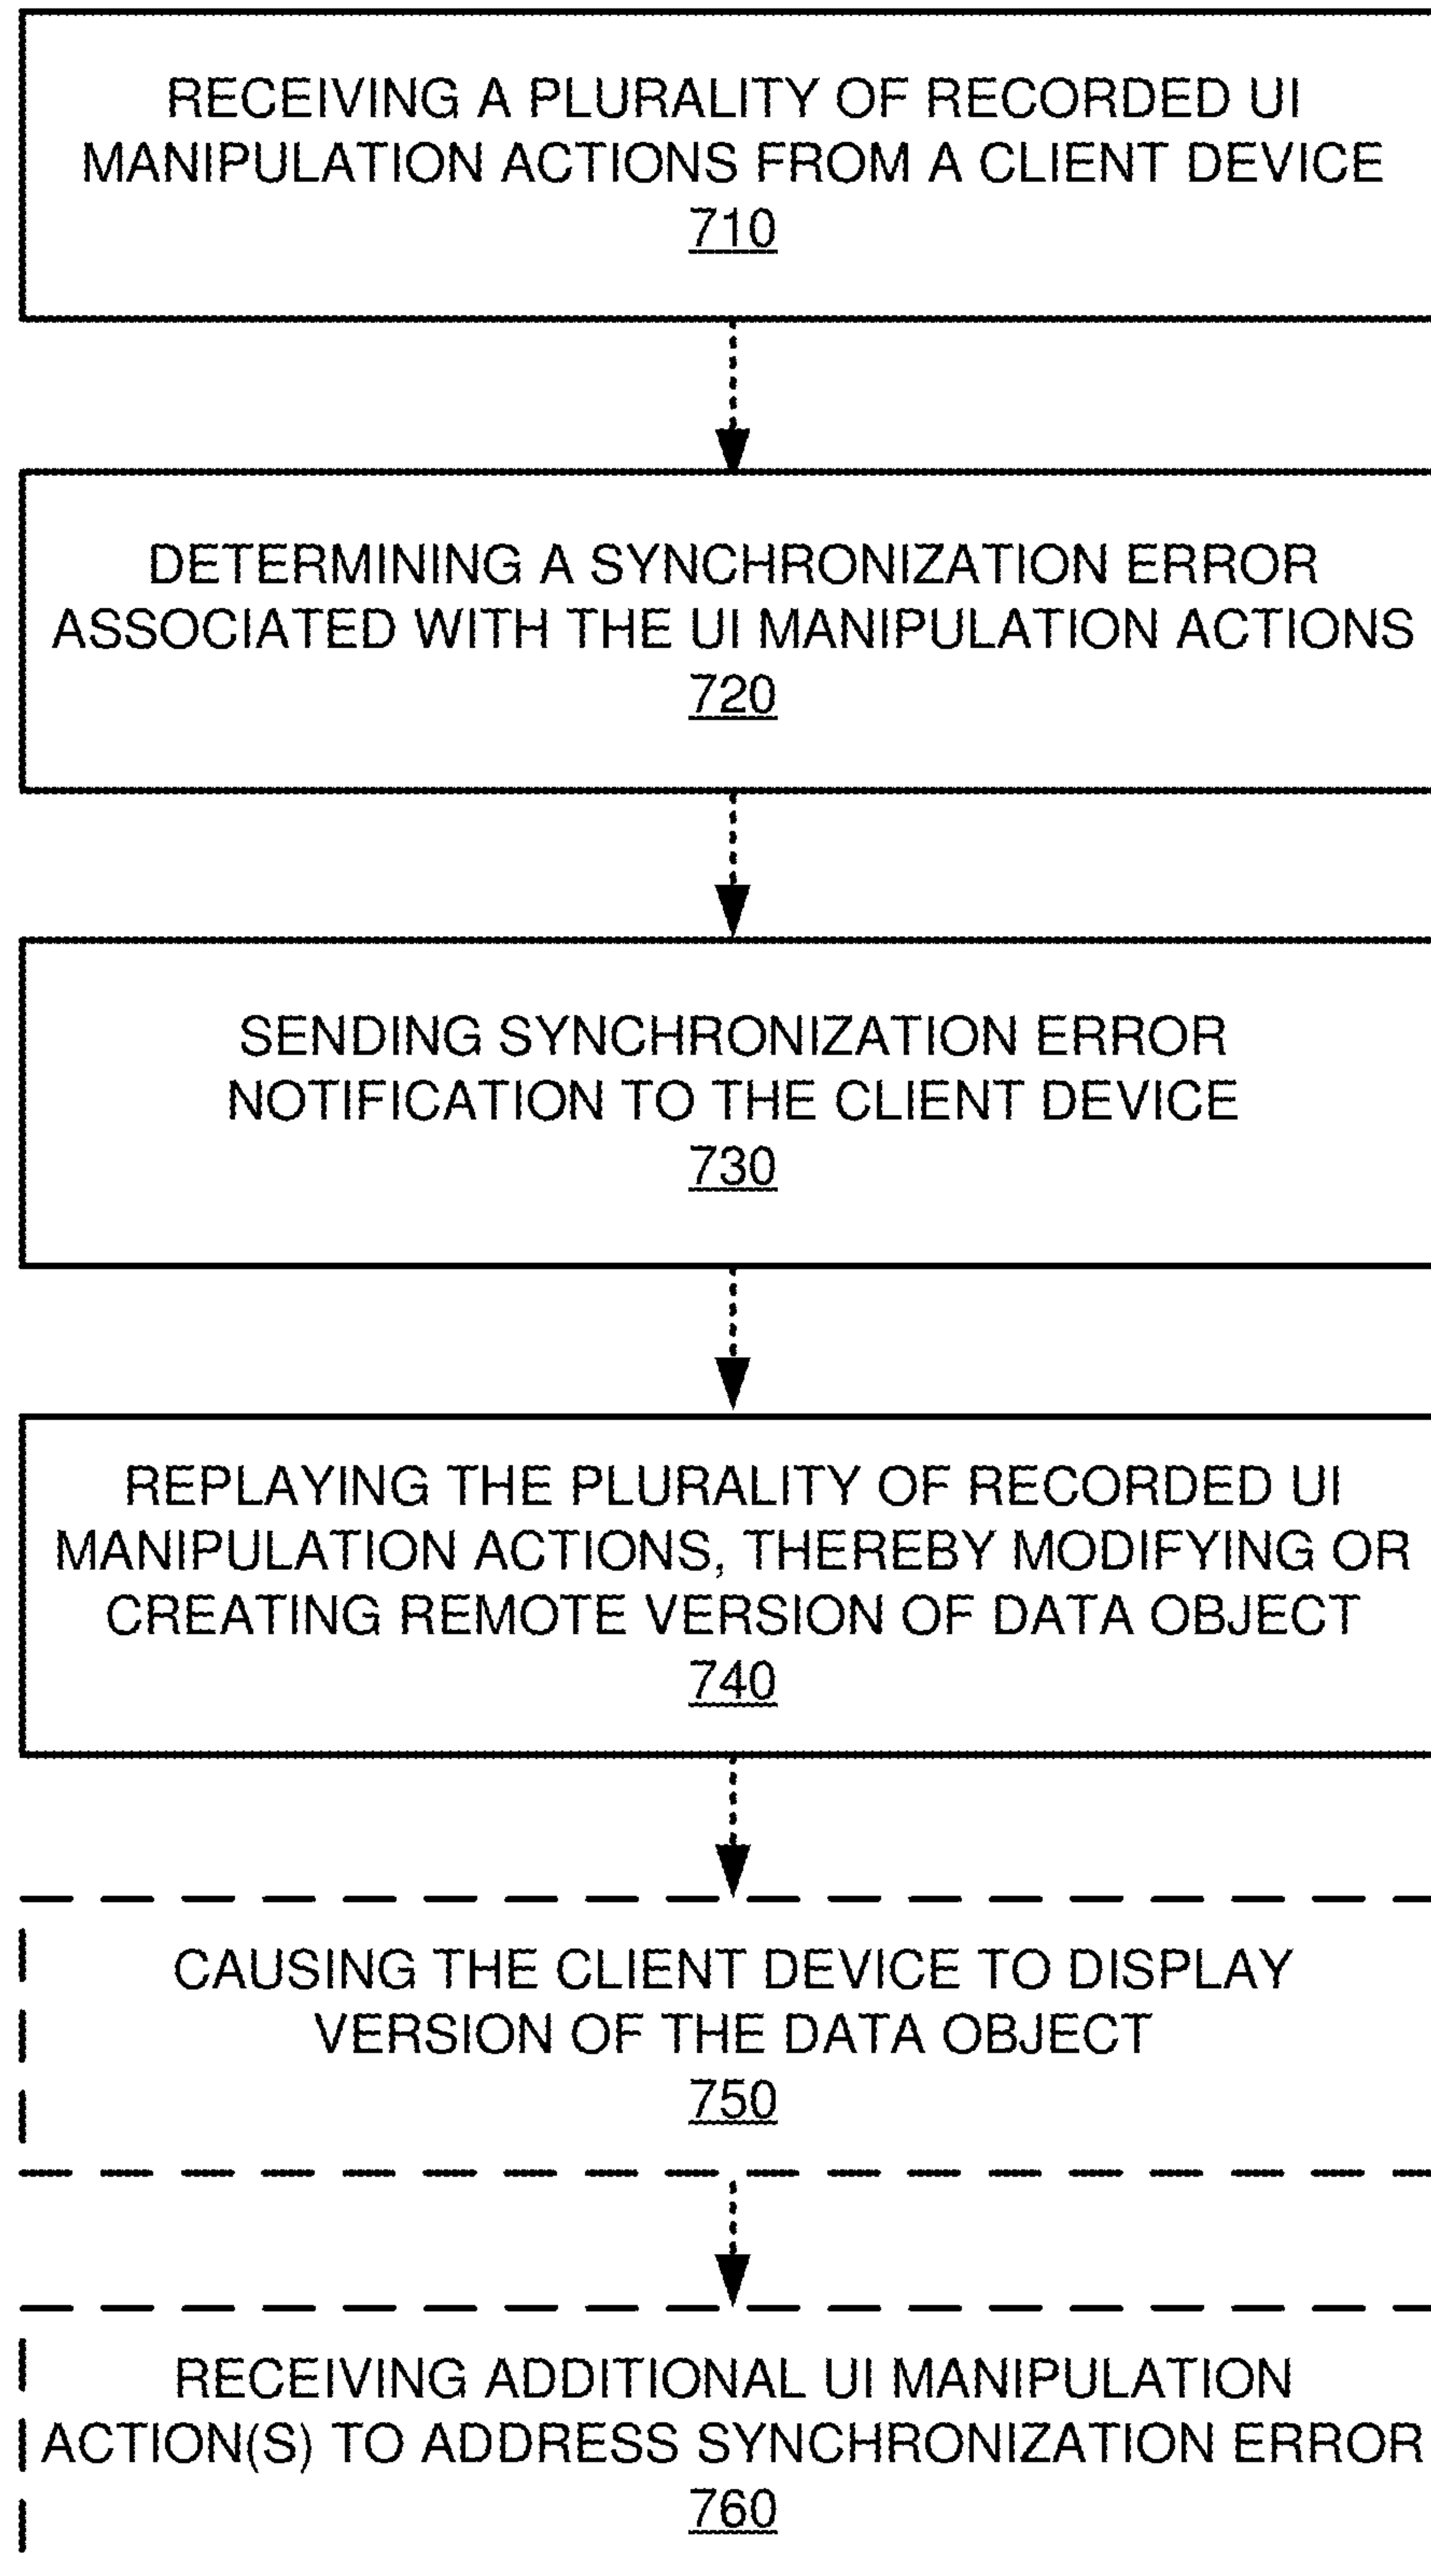 RECEIVING A PLURALITY OF RECORDED UI
MANIPULATION ACTIONS FROM A CLIENT DEVICE
710
DETERMINING A SYNCHRONIZATION ERROR
ASSOCIATED WITH THE UI MANIPULATION ACTIONS
720
SENDING SYNCHRONIZATION ERROR
NOTIFICATION TO THE CLIENT DEVICE
730
REPLAYING THE PLURALITY OF RECORDED UI
MANIPULATION ACTIONS, THEREBY MODIFYING OR
CREATING REMOTE VERSION OF DATA OBJECT
740
CAUSING THE CLIENT DEVICE TO DISPLAY
VERSION OF THE DATA OBJECT
750
RECEIVING ADDITIONAL UI MANIPULATION
ACTION(S) TO ADDRESS SYNCHRONIZATION ERROR
760